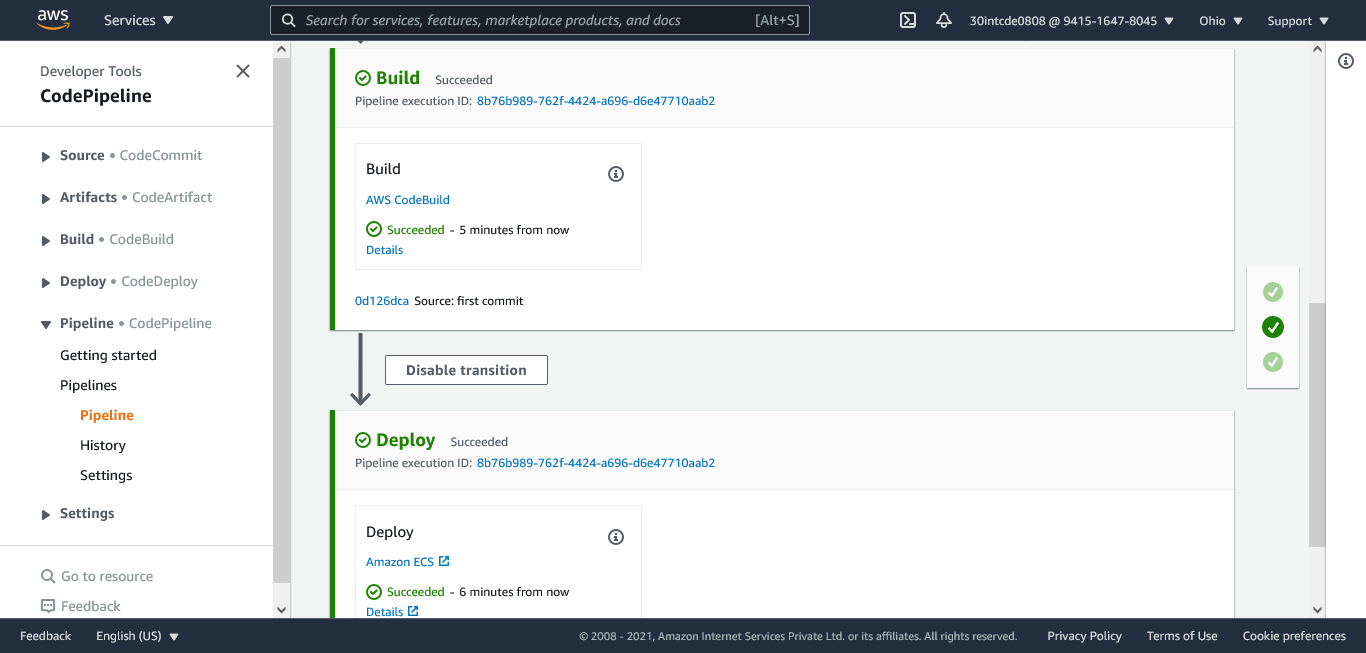 aws
Services
Search for services, features, marketplace products, and docs [Alt+S]
30intcde0808 @ 9415-1647-8045
Ohio
Support
Developer Tools
CodePipeline
Source • CodeCommit
Artifacts • CodeArtifact
Build • CodeBuild
Deploy • CodeDeploy
Pipeline • CodePipeline
Getting started
Pipelines
Pipeline
History
Settings
Settings
Go to resource
Feedback
Build Succeeded
Pipeline execution ID: 8b76b989-762f-4424-a696-d6e47710aab2
Build
AWS CodeBuild
Succeeded - 5 minutes from now
Details
0d126dca Source: first commit
Disable transition
Deploy Succeeded
Pipeline execution ID: 8b76b989-762f-4424-a696-d6e47710aab2
Deploy
Amazon ECS
Succeeded - 6 minutes from now
Details
Feedback
English (US)
© 2008 - 2021, Amazon Internet Services Private Ltd. or its affiliates. All rights reserved.
Privacy Policy
Terms of Use
Cookie preferences